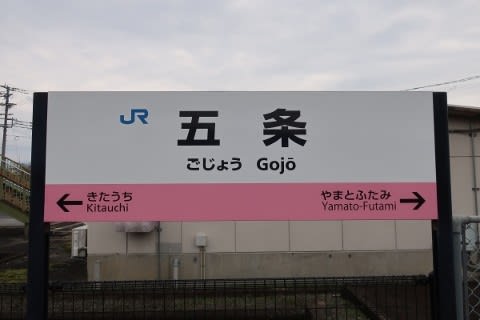 JR 五条
ごじょう Gojō
← きたうち
Kitauchi
やまとふたみ →
Yamato-Futami